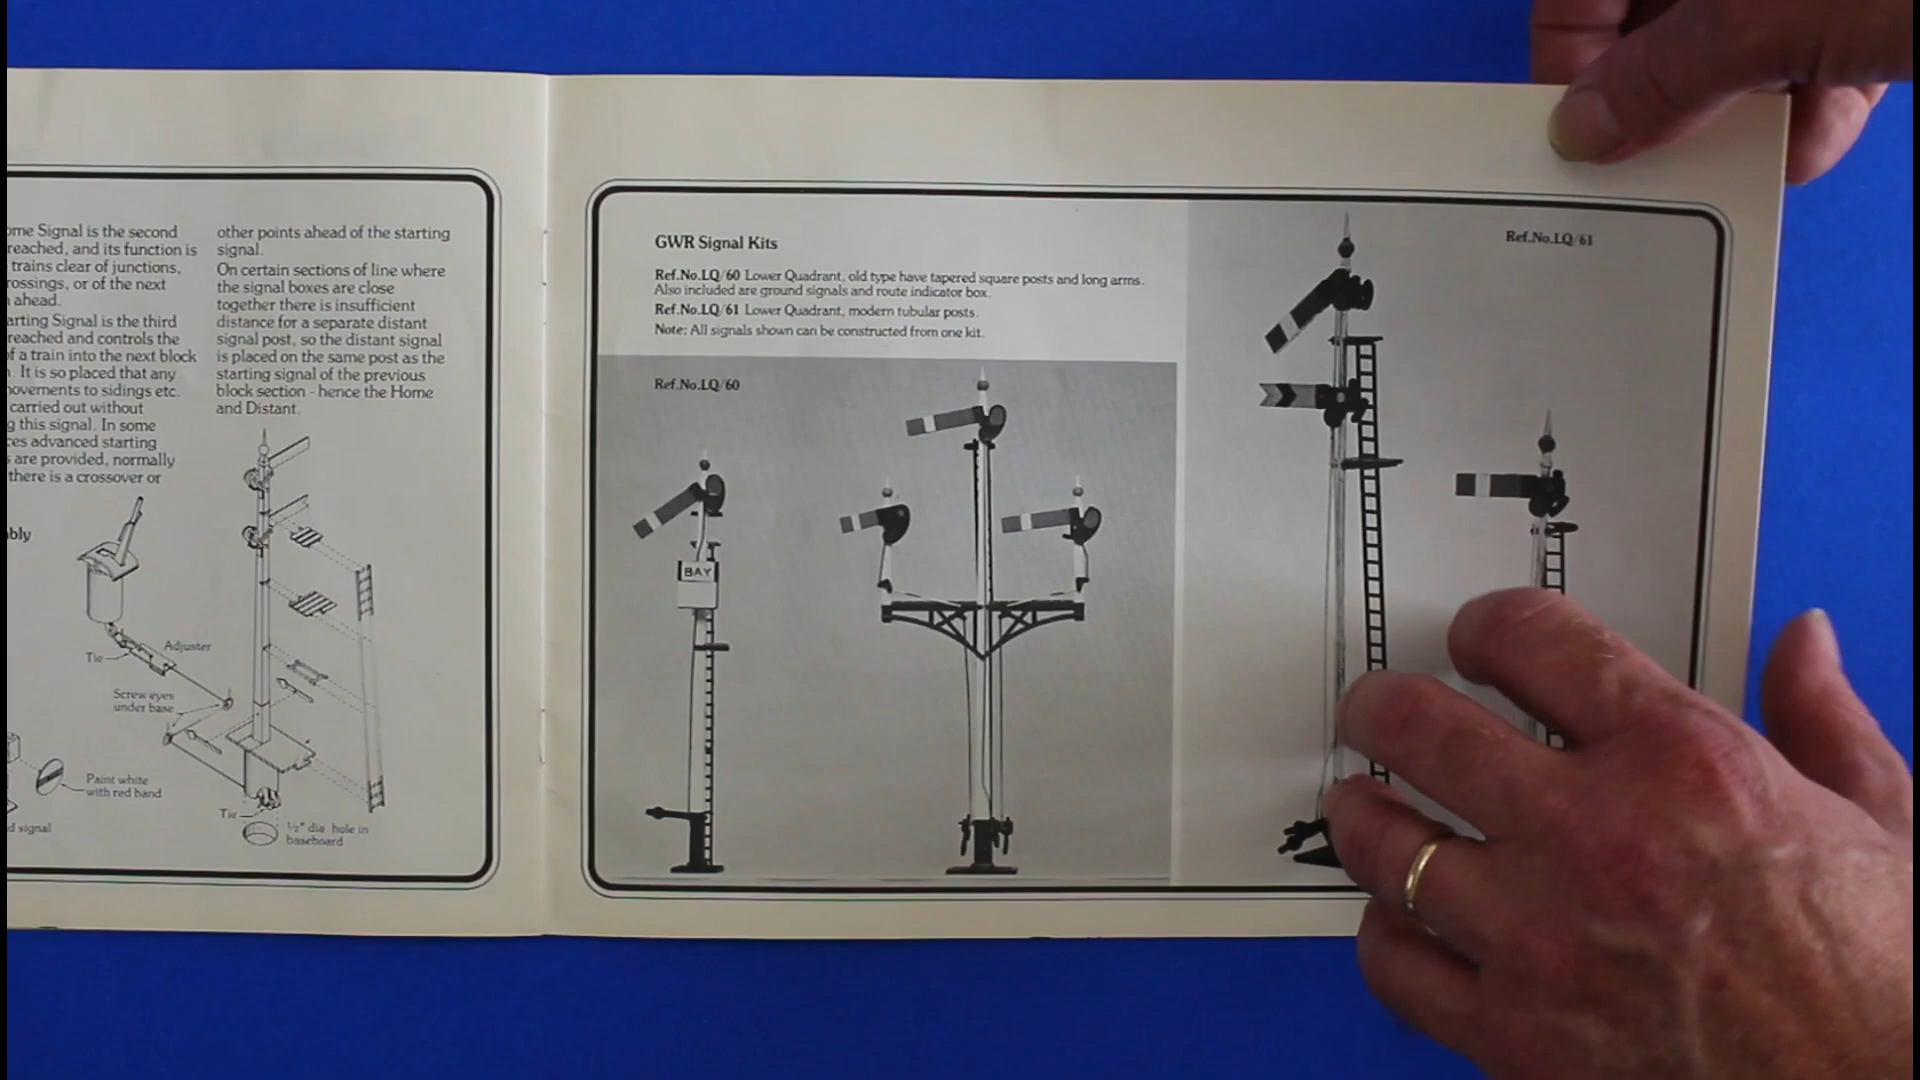 ome Signal is the second
reached, and its function is
trains clear of junctions,
rossings, or of the next
ahead.
arting Signal is the third
reached and controls the
f a train into the next block
. It is so placed that any
ovements to sidings etc.
carried out without
g this signal. In some
ces advanced starting
s are provided, normally
there is a crossover or
other points ahead of the starting
signal.
On certain sections of line where
the signal boxes are close
together there is insufficient
distance for a separate distant
signal post, so the distant signal
is placed on the same post as the
starting signal of the previous
block section - hence the Home
and Distant.
bly
Adjuster
Tie
Screw eyes
under base
Paint white
with red band
Tie
d signal
½" dia hole in
baseboard
GWR Signal Kits
Ref.No.LQ/60 Lower Quadrant, old type have tapered square posts and long arms.
Also included are ground signals and route indicator box.
Ref.No.LQ/61 Lower Quadrant, modern tubular posts.
Note: All signals shown can be constructed from one kit.
Ref.No.LQ/60
BAY
Ref.No.LQ/61